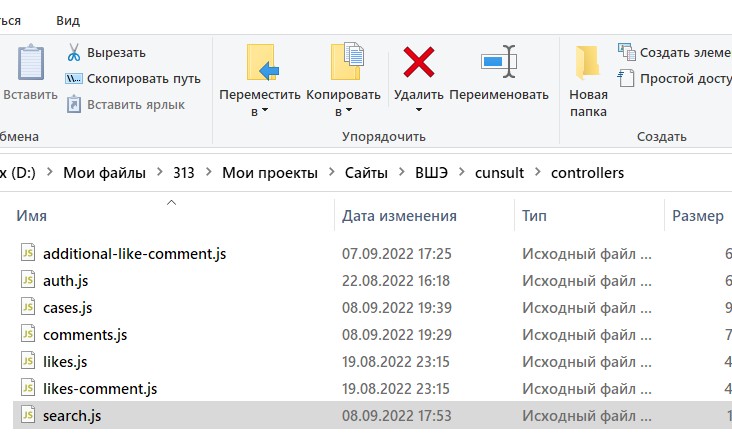 ться Вид
Вставить
Вырезать
Скопировать путь
Вставить ярлык
Переместить в
Копировать в
Удалить
Переименовать
Новая папка
Создать элеме
Простой досту
бмена Упорядочить Создать
x (D:) Мои файлы 313 Мои проекты Сайты ВШЭ cunsult controllers
Имя Дата изменения Тип Размер
additional-like-comment.js 07.09.2022 17:25 Исходный файл ... 6
auth.js 22.08.2022 16:18 Исходный файл ... 6
cases.js 08.09.2022 19:39 Исходный файл ... 9
comments.js 08.09.2022 19:29 Исходный файл ... 7
likes.js 19.08.2022 23:15 Исходный файл ... 4
likes-comment.js 19.08.2022 23:15 Исходный файл ... 4
search.js 08.09.2022 17:53 Исходный файл ... 1